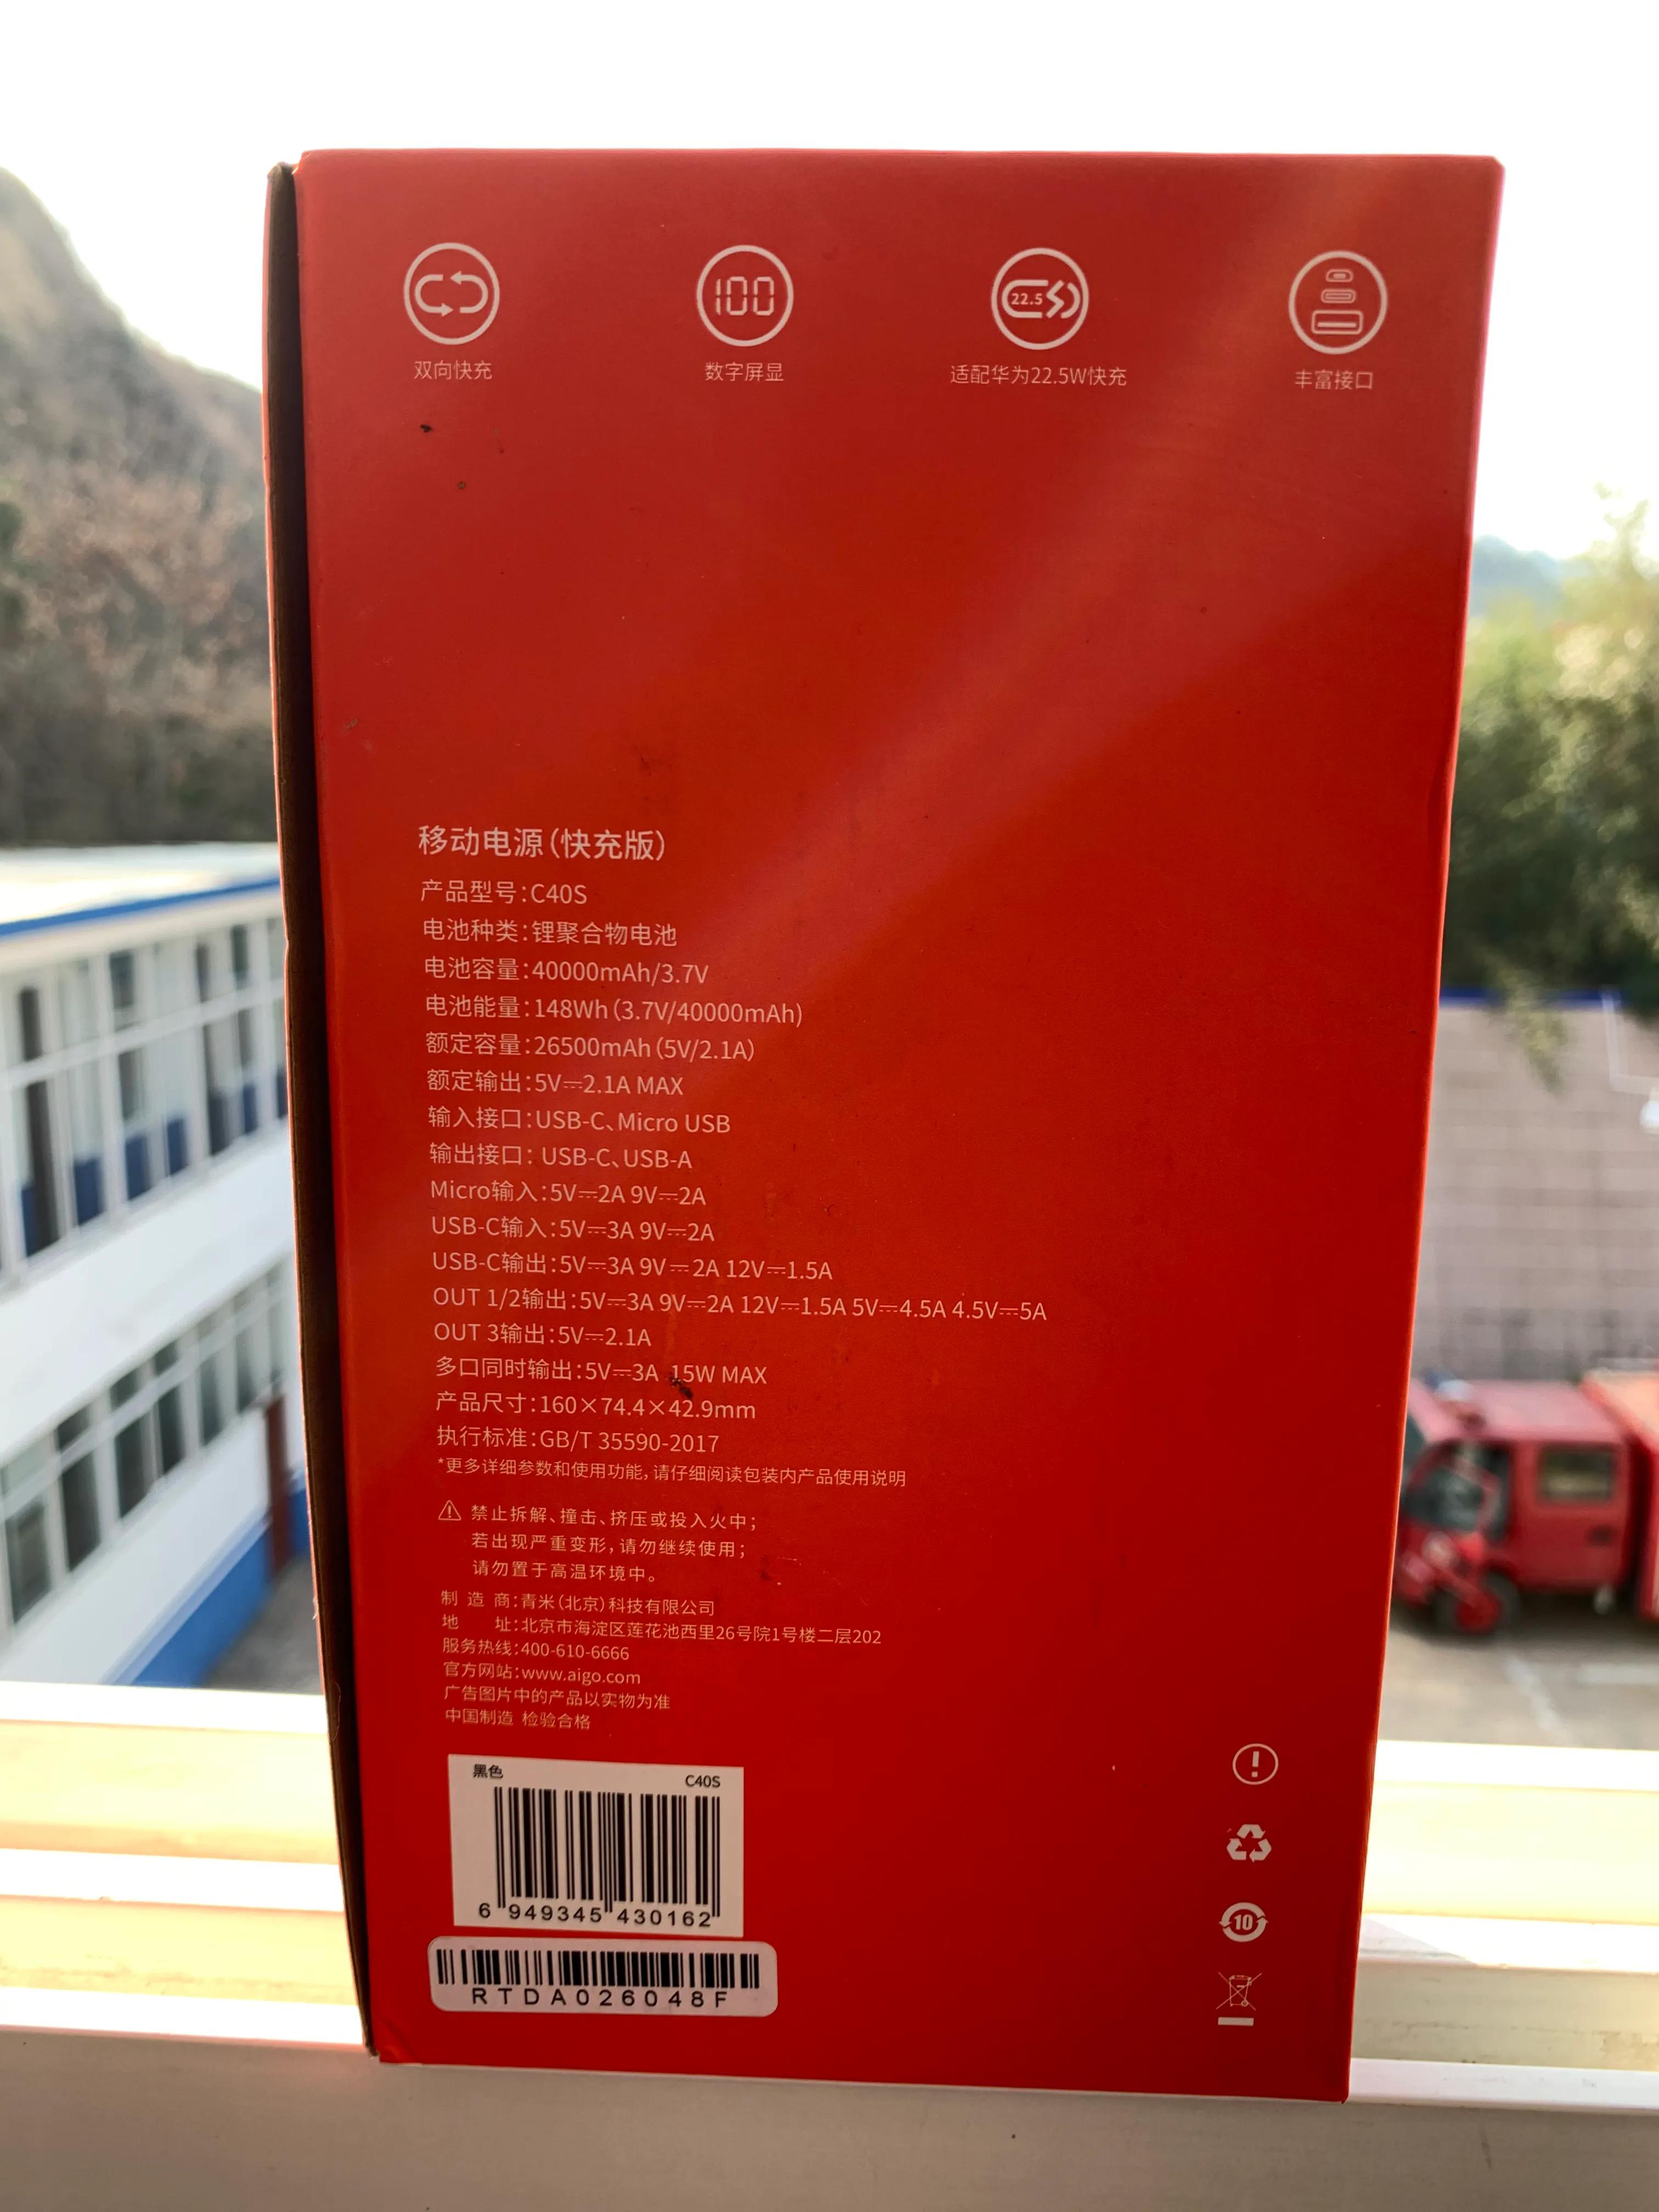 100
22.5
双向快充
数字屏显
适配华为22.5W快充
丰富接口
移动电源(快充版)
产品型号:C40S
电池种类:锂聚合物电池
电池容量:40000mAh/3.7V
电池能量:148Wh(3.7V/40000mAh)
额定容量:26500mAh(5V/2.1A)
额定输出:5V⎓2.1A MAX
输入接口:USB-C、Micro USB
输出接口: USB-C、USB-A
Micro输入:5V⎓2A 9V⎓2A
USB-C输入:5V⎓3A 9V⎓2A
USB-C输出:5V⎓3A 9V⎓2A 12V⎓1.5A
OUT 1/2输出:5V⎓3A 9V⎓2A 12V⎓1.5A 5V⎓4.5A 4.5V⎓5A
OUT 3输出:5V⎓2.1A
多口同时输出:5V⎓3A 15W MAX
产品尺寸:160×74.4×42.9mm
执行标准:GB/T 35590-2017
*更多详细参数和使用功能,请仔细阅读包装内产品使用说明
禁止拆解、撞击、挤压或投入火中;
若出现严重变形,请勿继续使用;
请勿置于高温环境中。
制 造 商:青米(北京)科技有限公司
地 址:北京市海淀区莲花池西里26号院1号楼二层202
服务热线:400-610-6666
官方网站:www.aigo.com
广告图片中的产品以实物为准
中国制造 检验合格
黑色 C40S
6 949345 430162
RTDA026048F
10